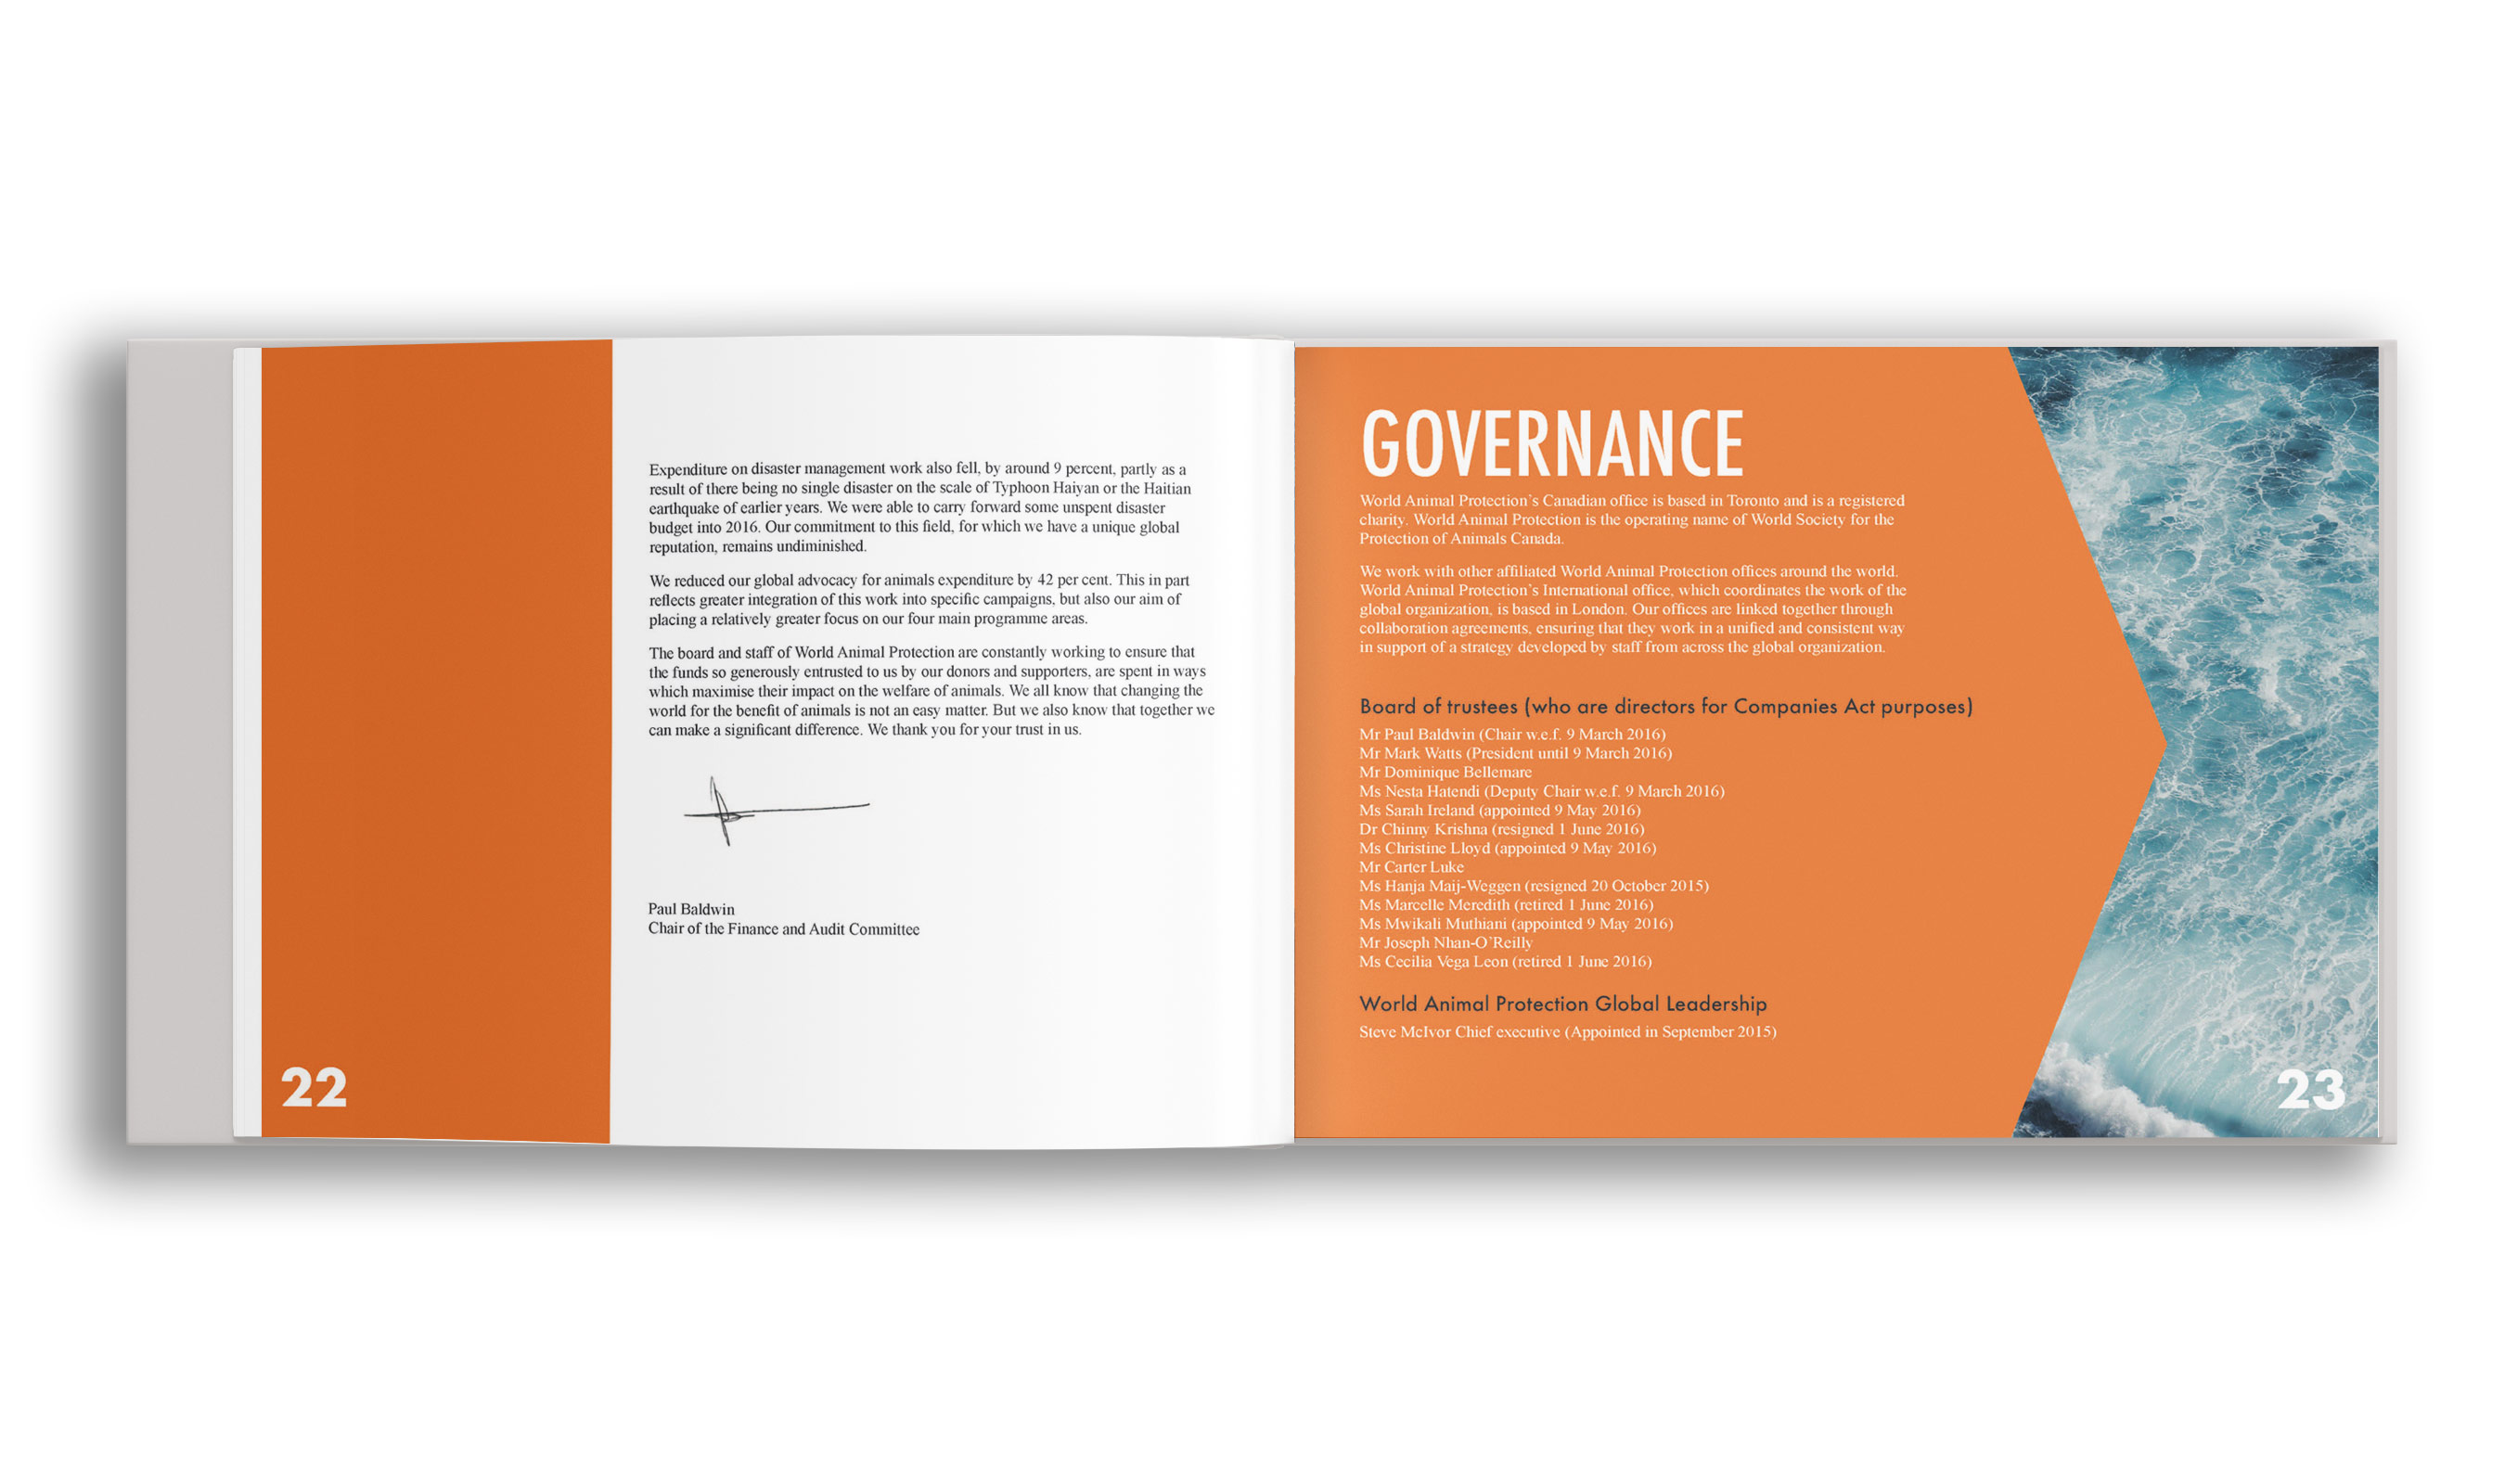 Expenditure on disaster management work also fell, by around 9 percent, partly as a
result of there being no single disaster on the scale of Typhoon Haiyan or the Haitian
earthquake of earlier years. We were able to carry forward some unspent disaster
budget into 2016. Our commitment to this field, for which we have a unique global
reputation, remains undiminished.
We reduced our global advocacy for animals expenditure by 42 per cent. This in part
reflects greater integration of this work into specific campaigns, but also our aim of
placing a relatively greater focus on our four main programme areas.
The board and staff of World Animal Protection are constantly working to ensure that
the funds so generously entrusted to us by our donors and supporters, are spent in ways
which maximise their impact on the welfare of animals. We all know that changing the
world for the benefit of animals is not an easy matter. But we also know that together we
can make a significant difference. We thank you for your trust in us.
Paul Baldwin
Chair of the Finance and Audit Committee
22
GOVERNANCE
World Animal Protection's Canadian office is based in Toronto and is a registered
charity. World Animal Protection is the operating name of World Society for the
Protection of Animals Canada.
We work with other affiliated World Animal Protection offices around the world.
World Animal Protection's International office, which coordinates the work of the
global organization, is based in London. Our offices are linked together through
collaboration agreements, ensuring that they work in a unified and consistent way
in support of a strategy developed by staff from across the global organization.
Board of trustees (who are directors for Companies Act purposes)
Mr Paul Baldwin (Chair w.e.f. 9 March 2016)
Mr Mark Watts (President until 9 March 2016)
Mr Dominique Bellemare
Ms Nesta Hatendi (Deputy Chair w.e.f. 9 March 2016)
Ms Sarah Ireland (appointed 9 May 2016)
Dr Chinny Krishna (resigned 1 June 2016)
Ms Christine Lloyd (appointed 9 May 2016)
Mr Carter Luke
Ms Hanja Maij-Weggen (resigned 20 October 2015)
Ms Marcelle Meredith (retired 1 June 2016)
Ms Mwikali Muthiani (appointed 9 May 2016)
Mr Joseph Nhan-O'Reilly
Ms Cecilia Vega Leon (retired 1 June 2016)
World Animal Protection Global Leadership
Steve McIvor Chief executive (Appointed in September 2015)
23